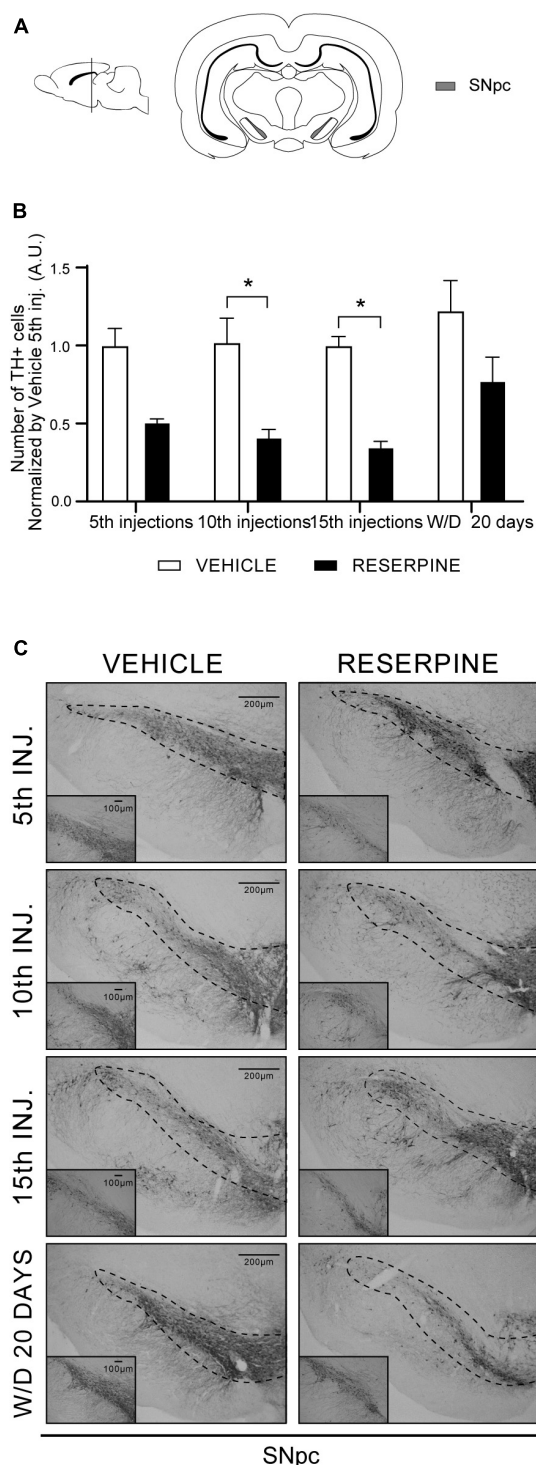 A
SNpc
B
Number of TH+ cells
Normalized by Vehicle 5th inj. (A.U.)
1.5
1.0
0.5
0.0
*
*
5th injections 10th injections 15th injections W/D 20 days
VEHICLE RESERPINE
C
VEHICLE RESERPINE
5th INJ.
200µm
100µm
10th INJ.
200µm
100µm
15th INJ.
200µm
100µm
W/D 20 DAYS
200µm
100µm
SNpc